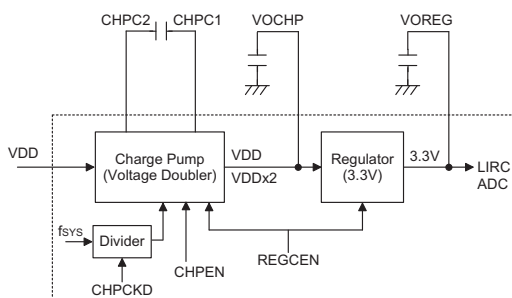 CHPC2 CHPC1 VOCHP VOREG
VDD
Charge Pump
(Voltage Doubler)
VDD
VDDx2
Regulator
(3.3V)
3.3V
LIRC
ADC
fSYS
Divider
CHPEN
REGCEN
CHPCKD